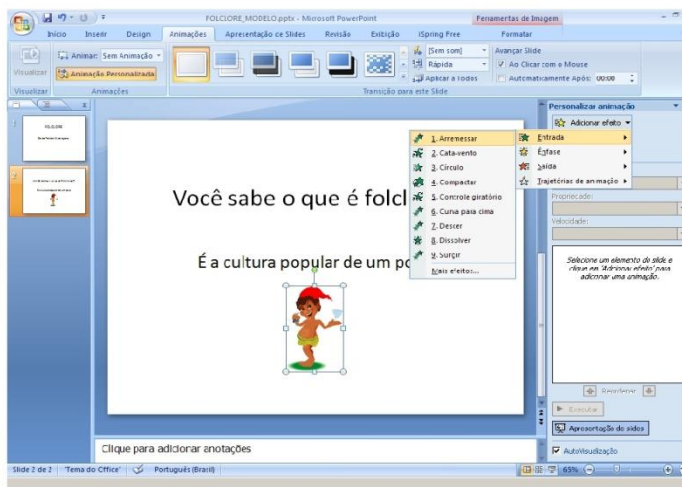 FOLCLORE_MODELO.pptx - Microsoft PowerPoint
Ferramentas de Imagem
Início Inserir Design Animações Apresentação de Slides Revisão Exibição iSpring Free Formatar
Visualizar
Animar: Sem Animação
Animação Personalizada
[Sem som]
Rápida
Aplicar a Todos
Avançar Slide
Ao Clicar com o Mouse
Automaticamente Após: 00:00
Visualizar Animações Transição para este Slide
Personalizar animação
Adicionar efeito
Entrada
Ênfase
Saída
Trajetórias de animação
1. Arremessar
2. Cata-vento
3. Círculo
4. Compactar
5. Controle giratório
6. Curva para cima
7. Descer
8. Dissolver
9. Surgir
Mais efeitos...
Propriedade:
Velocidade:
Selecione um elemento do slide e
clique em 'Adicionar efeito' para
adicionar uma animação.
1
FOLCLORE
2
Você sabe o que é folcl
É a cultura popular de um po
Reordenar
Executar
Apresentação de slides
AutoVisualização
Clique para adicionar anotações
Slide 2 de 2 'Tema do Office' Português (Brasil) 65%